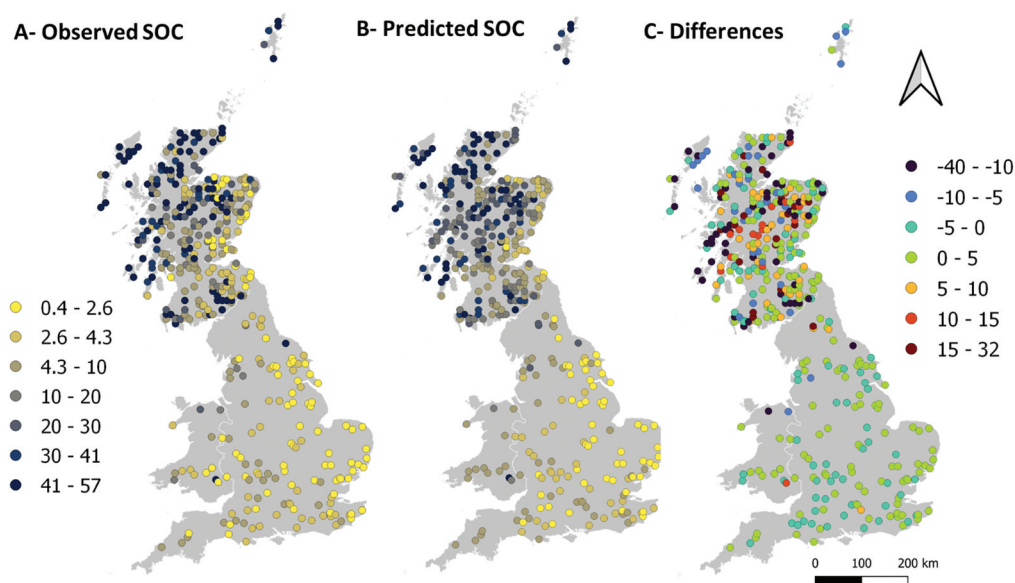 A- Observed SOC
B- Predicted SOC
C- Differences
0.4 - 2.6
2.6 - 4.3
4.3 - 10
10 - 20
20 - 30
30 - 41
41 - 57
-40 - -10
-10 - -5
-5 - 0
0 - 5
5 - 10
10 - 15
15 - 32
0 100 200 km